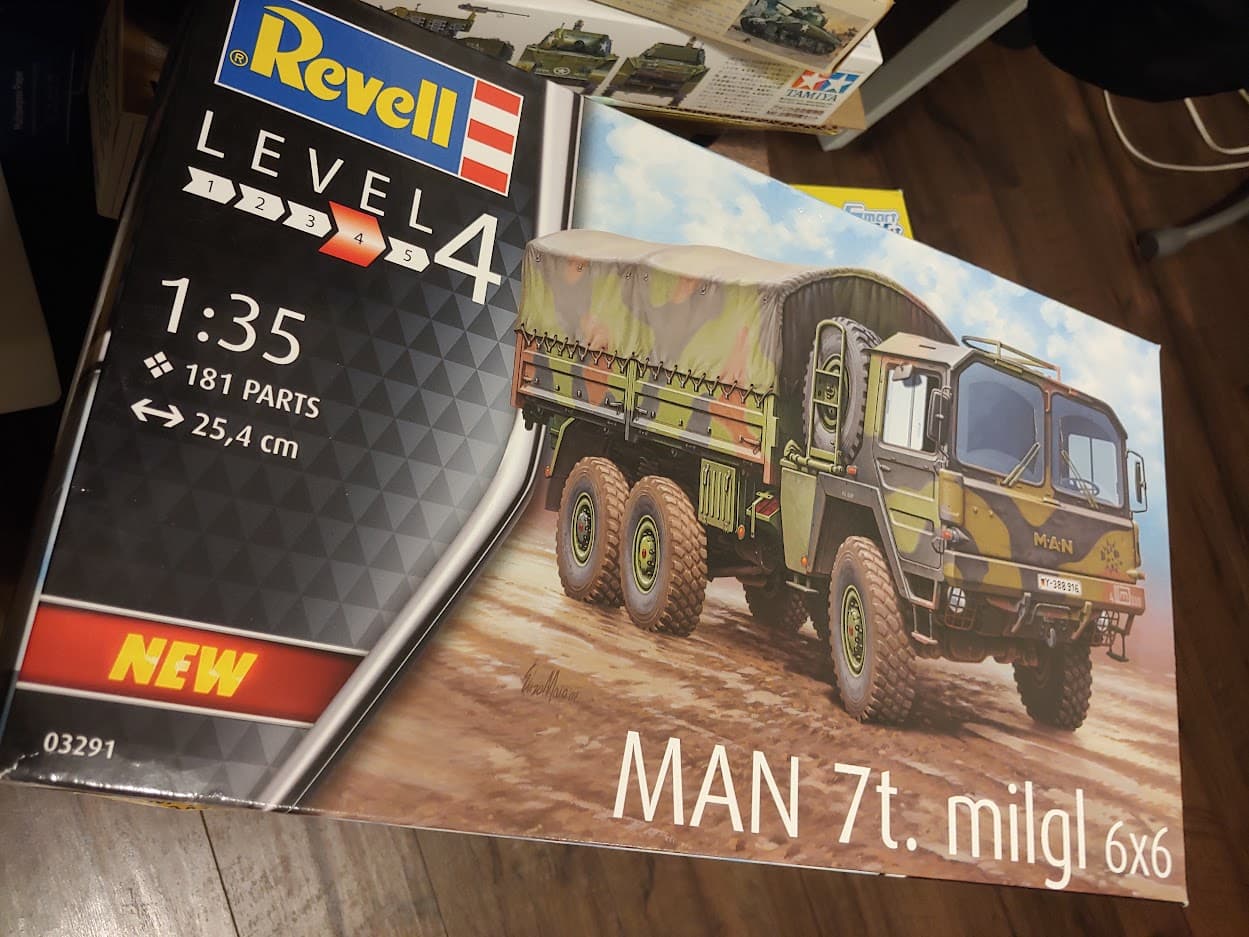 Revell
®
LEVEL 4
1 2 3 4 5
1:35
181 PARTS
25,4 cm
NEW
03291
TAMIYA
smart
MAN
Y-388 916
MAN 7t. milgl 6x6